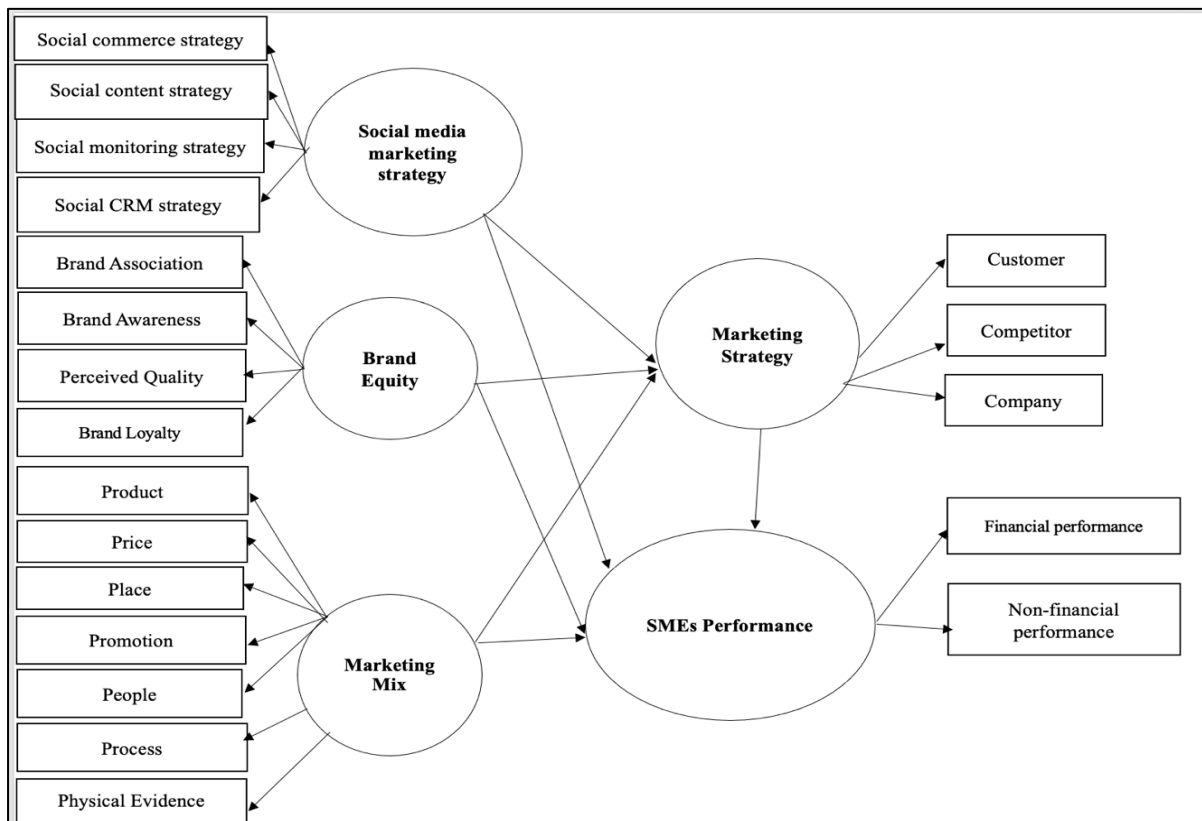 Social commerce strategy
Social content strategy
Social monitoring strategy
Social CRM strategy
Brand Association
Brand Awareness
Perceived Quality
Brand Loyalty
Product
Price
Place
Promotion
People
Process
Physical Evidence
Social media
marketing
strategy
Brand
Equity
Marketing
Mix
Marketing
Strategy
SMEs Performance
Customer
Competitor
Company
Financial performance
Non-financial
performance